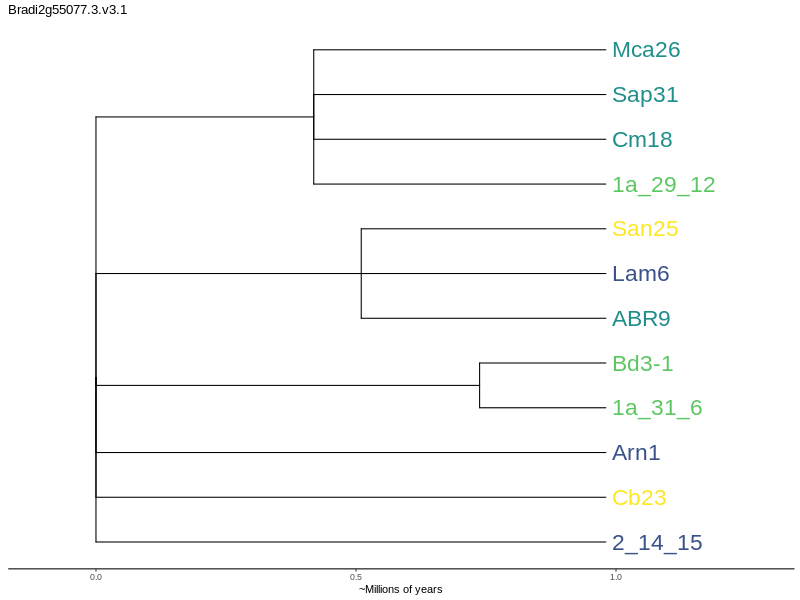 Bradi2g55077.3.v3.1
Mca26
Sap31
Cm18
1a_29_12
San25
Lam6
ABR9
Bd3-1
1a_31_6
Arn1
Cb23
2_14_15
0.0 0.5 1.0
~Millions of years